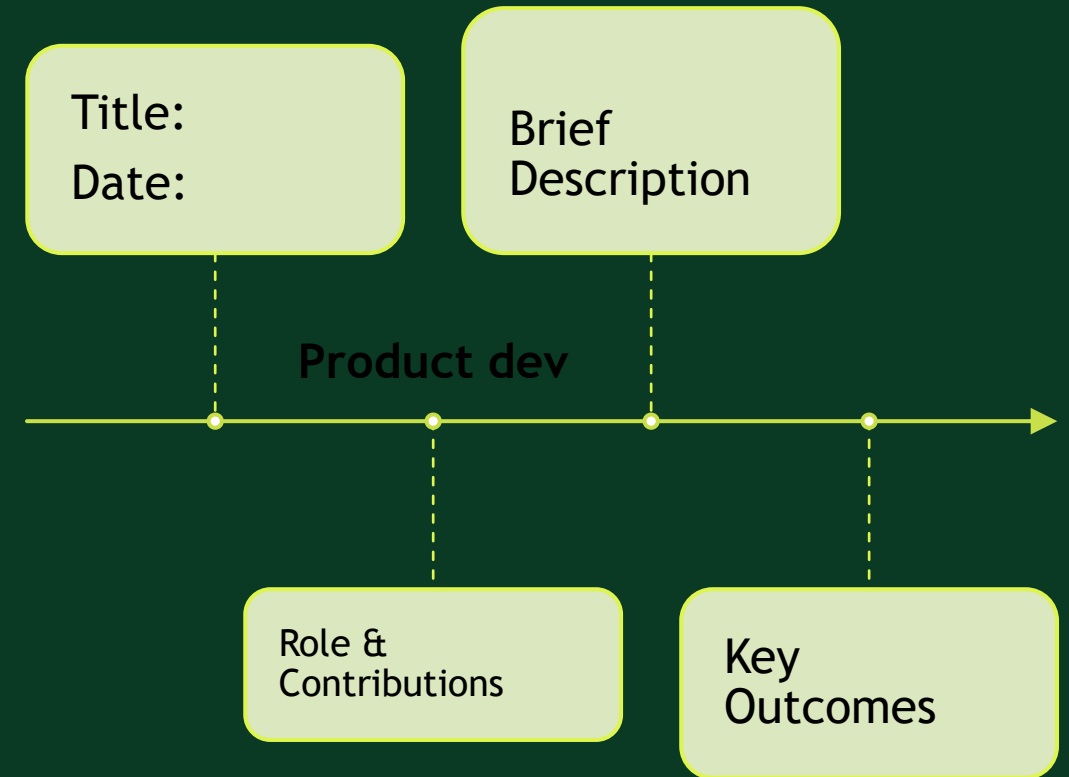 Title:
Date:
Brief
Description
Product dev
Role &
Contributions
Key
Outcomes